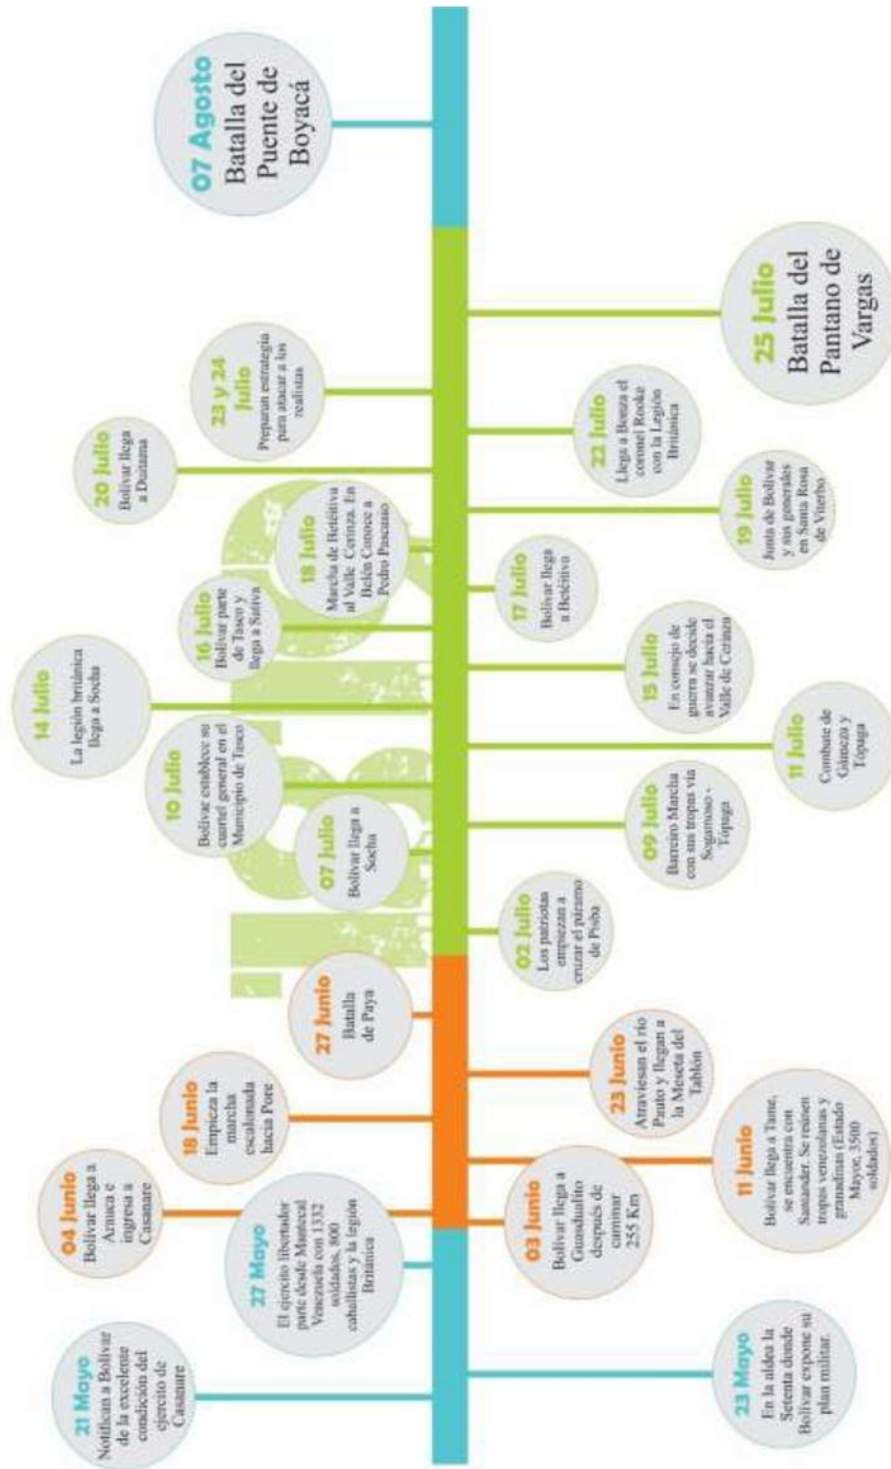 21 Mayo
Notifican a Bolívar
de la excelente
condición del
ejercito de
Casanare
23 Mayo
En la aldea la
Setenta donde
Bolívar expone su
plan militar.
27 Mayo
El ejercito libertador
parte desde Mantecal
Venezuela con 1332
soldados, 800
caballistas y la legión
Británica
03 Junio
Bolívar llega a
Guasdualito
después de
caminar
255 Km
04 Junio
Bolívar llega a
Arauca e
ingresa a
Casanare
11 Junio
Bolívar llega a Tame,
se encuentra con
Santander. Se reúnen
tropas venezolanas y
granadinas (Estado
Mayor, 3500
soldados)
18 Junio
Empieza la
marcha
escalonada
hacia Pore
23 Junio
Atraviesan el río
Pauto y llegan a
la Meseta del
Tablón
27 Junio
Batalla
de Paya
02 Julio
Los patriotas
empiezan a
cruzar el páramo
de Pisba
07 Julio
Bolívar llega a
Socha
09 Julio
Barreiro Marcha
con sus tropas vía
Sogamoso -
Tópaga
10 Julio
Bolívar establece su
cuartel general en el
Municipio de Tasco
11 Julio
Combate de
Gámeza y
Tópaga
14 Julio
La legión británica
llega a Socha
15 Julio
En consejo de
guerra se decide
avanzar hacia el
Valle de Cerinza
16 Julio
Bolívar parte
de Tasco y
llega a Sativa
17 Julio
Bolívar llega
a Betéitiva
18 Julio
Marcha de Betéitiva
al Valle Cerinza. En
Belén Conoce a
Pedro Pascasio
19 Julio
Junta de Bolívar
y sus generales
en Santa Rosa
de Viterbo
20 Julio
Bolívar llega
a Duitama
22 Julio
Llega a Bonza el
coronel Rooke
con la Legión
Británica
23 y 24
Julio
Preparan estrategia
para atacar a los
realistas
25 Julio
Batalla del
Pantano de
Vargas
07 Agosto
Batalla del
Puente de
Boyacá